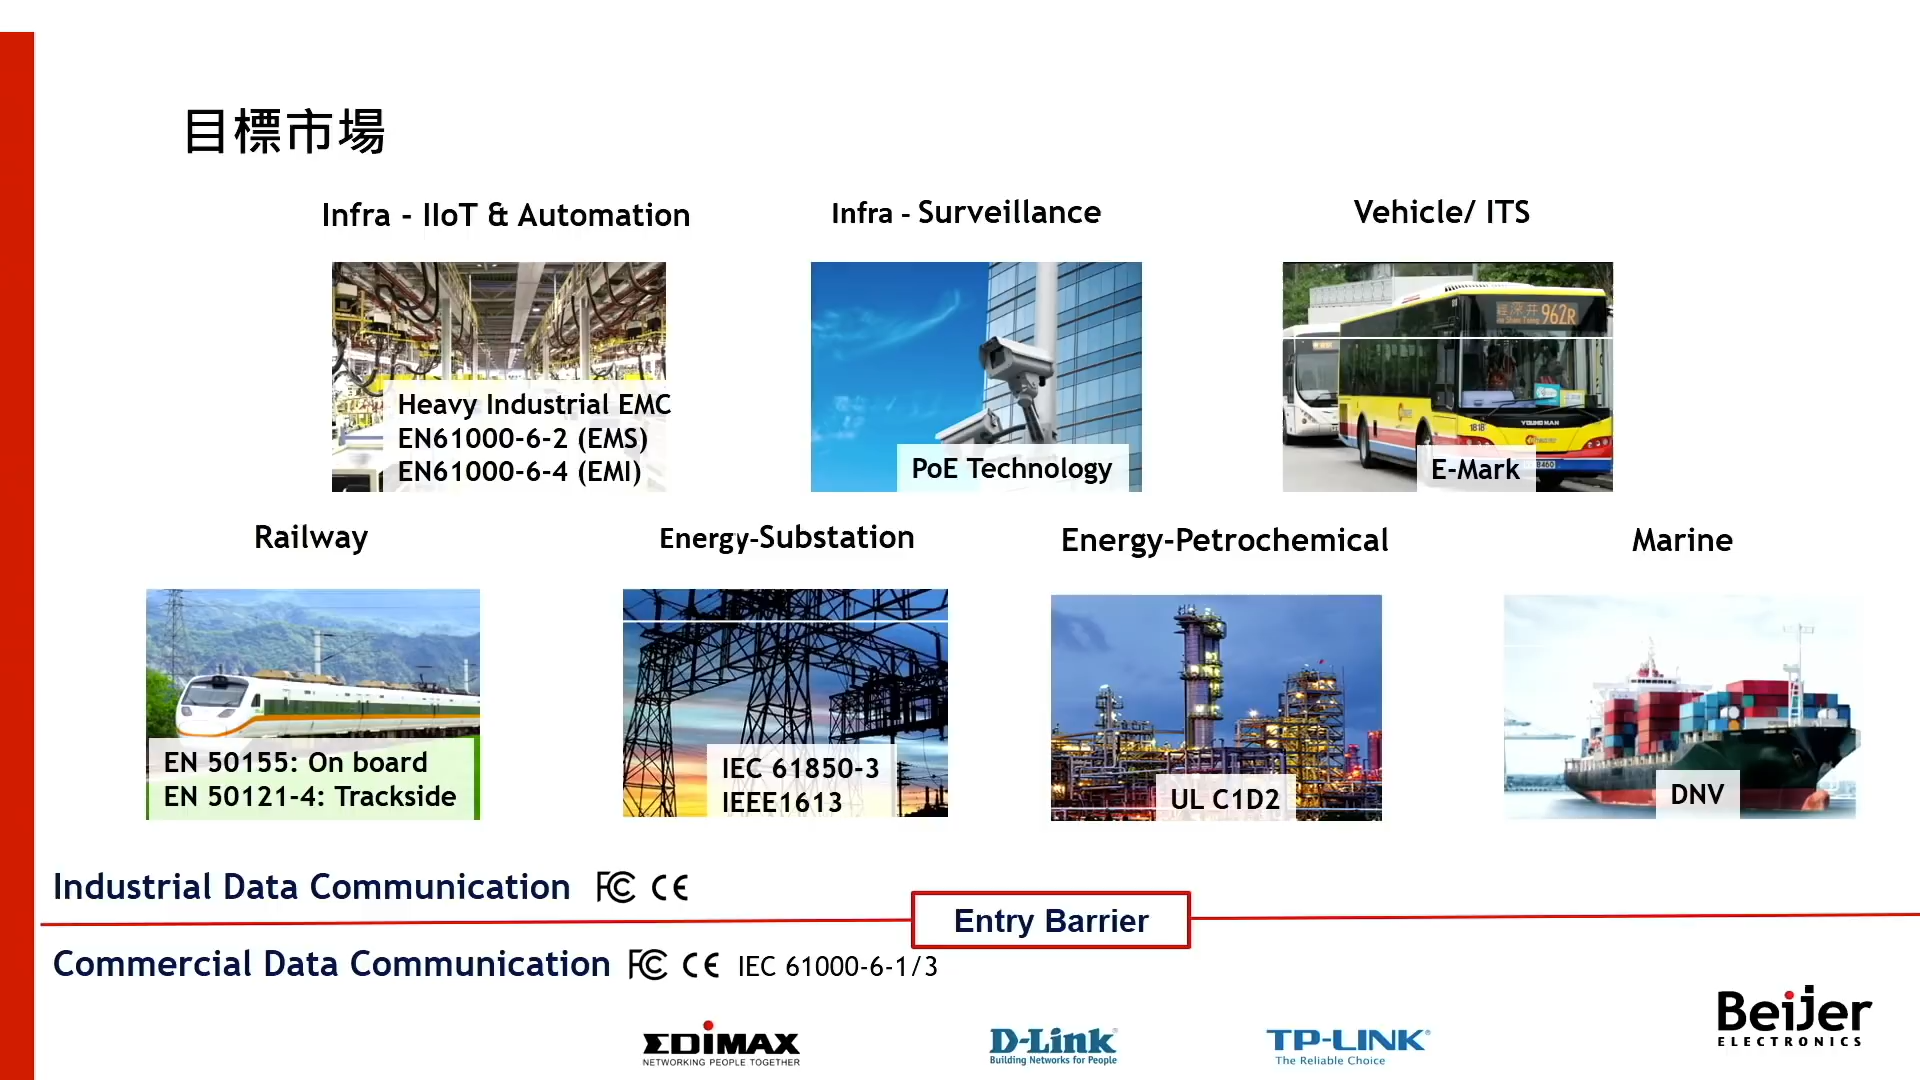 目標市場
Infra - IIoT & Automation
Infra - Surveillance
Vehicle/ ITS
Heavy Industrial EMC
EN61000-6-2 (EMS)
EN61000-6-4 (EMI)
PoE Technology
962R
YOUNGMAN
1818
E-Mark
Railway
Energy-Substation
Energy-Petrochemical
Marine
EN 50155: On board
EN 50121-4: Trackside
IEC 61850-3
IEEE1613
UL C1D2
DNV
Industrial Data Communication FC CE
Entry Barrier
Commercial Data Communication FC CE IEC 61000-6-1/3
EDIMAX
NETWORKING PEOPLE TOGETHER
D-Link®
Building Networks for People
TP-LINK®
The Reliable Choice
Beijer
ELECTRONICS